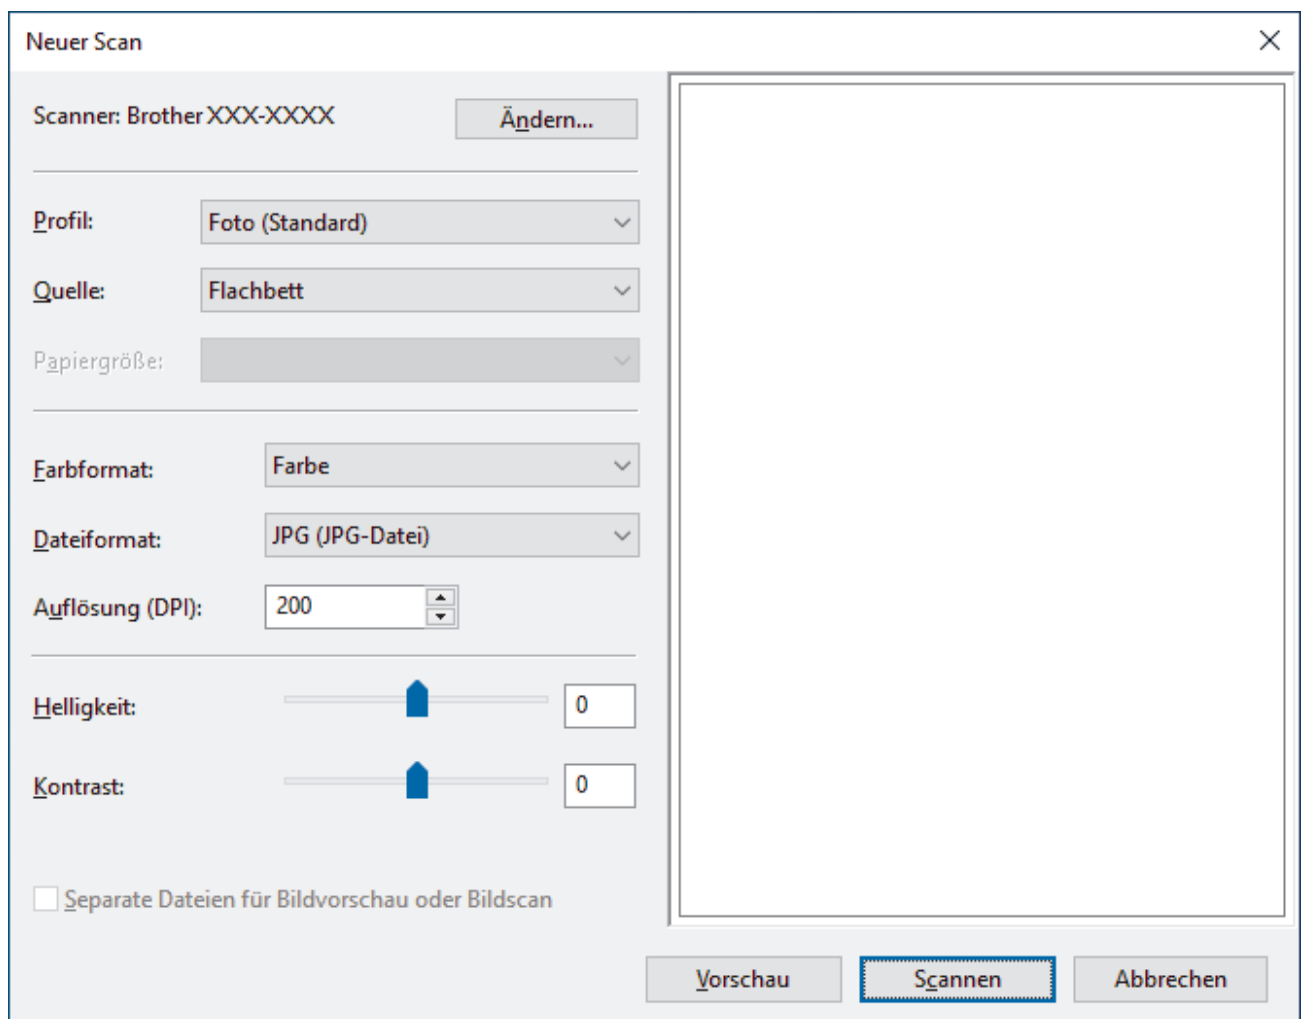 Neuer Scan
Scanner: Brother XXX-XXXX
Ändern...
Profil: Foto (Standard)
Quelle: Flachbett
Papiergröße:
Farbformat: Farbe
Dateiformat: JPG (JPG-Datei)
Auflösung (DPI): 200
Helligkeit: 0
Kontrast: 0
Separate Dateien für Bildvorschau oder Bildscan
Vorschau Scannen Abbrechen